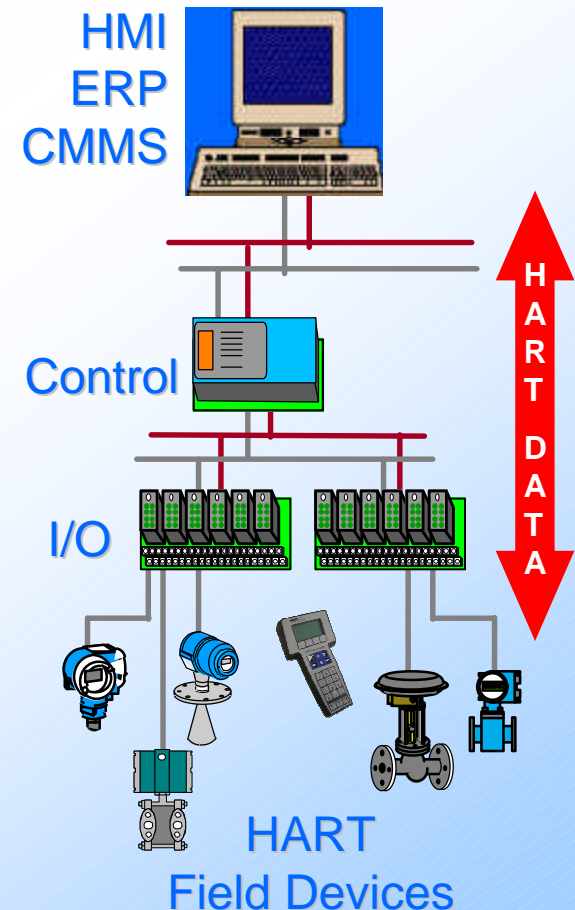 HMI
ERP
CMMS
Control
I/O
HART DATA
HART
Field Devices